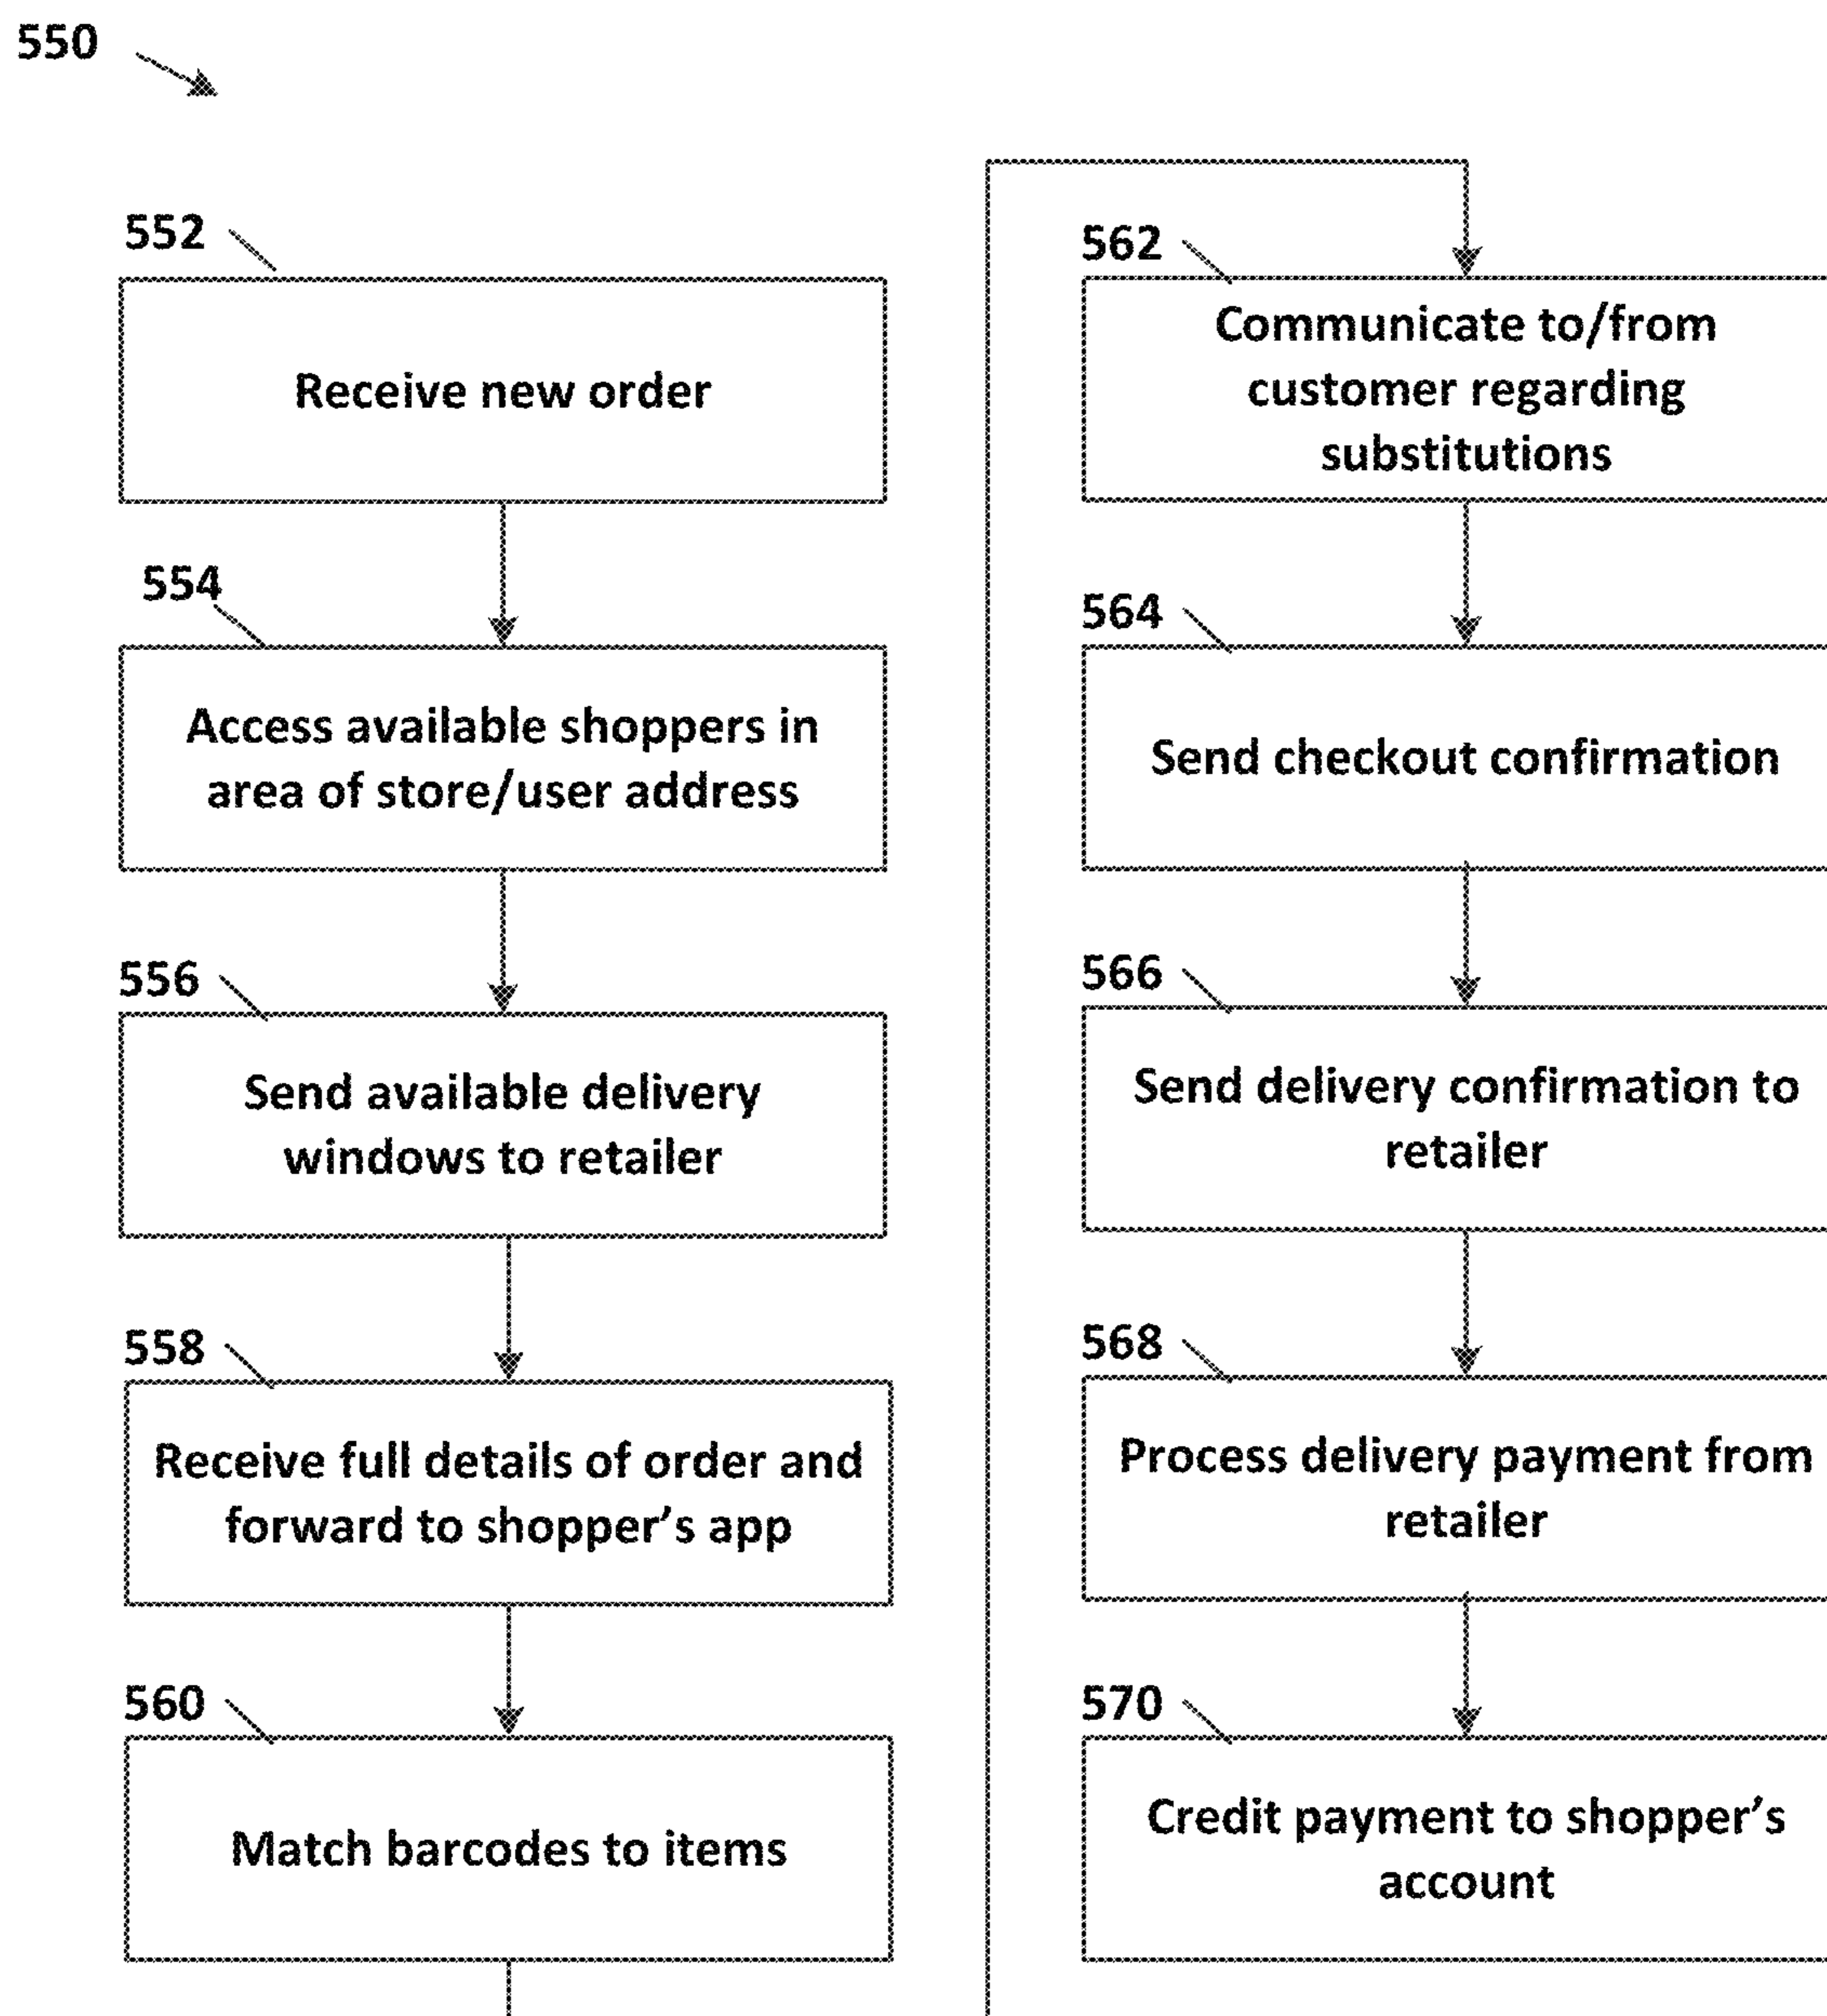 550
552
Receive new order
554
Access available shoppers in
area of store/user address
556
Send available delivery
windows to retailer
558
Receive full details of order and
forward to shopper’s app
560
Match barcodes to items
562
Communicate to/from
customer regarding
substitutions
564
Send checkout confirmation
566
Send delivery confirmation to
retailer
568
Process delivery payment from
retailer
570
Credit payment to shopper’s
account